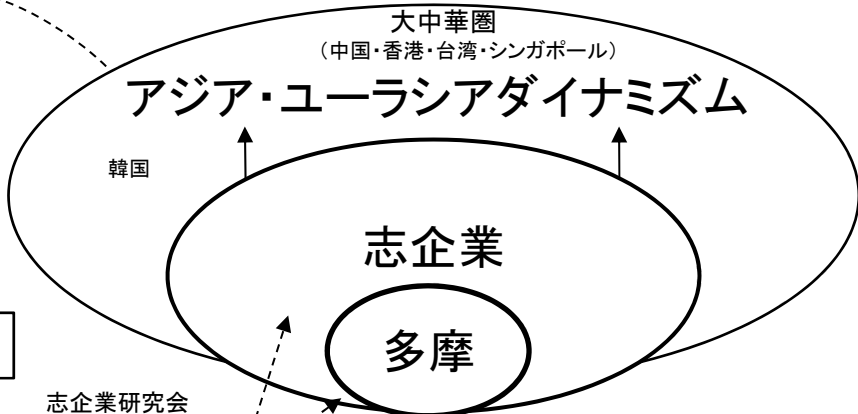 大中華圏
（中国・香港・台湾・シンガポール）
アジア・ユーラシアダイナミズム
韓国
志企業
多摩
志企業研究会